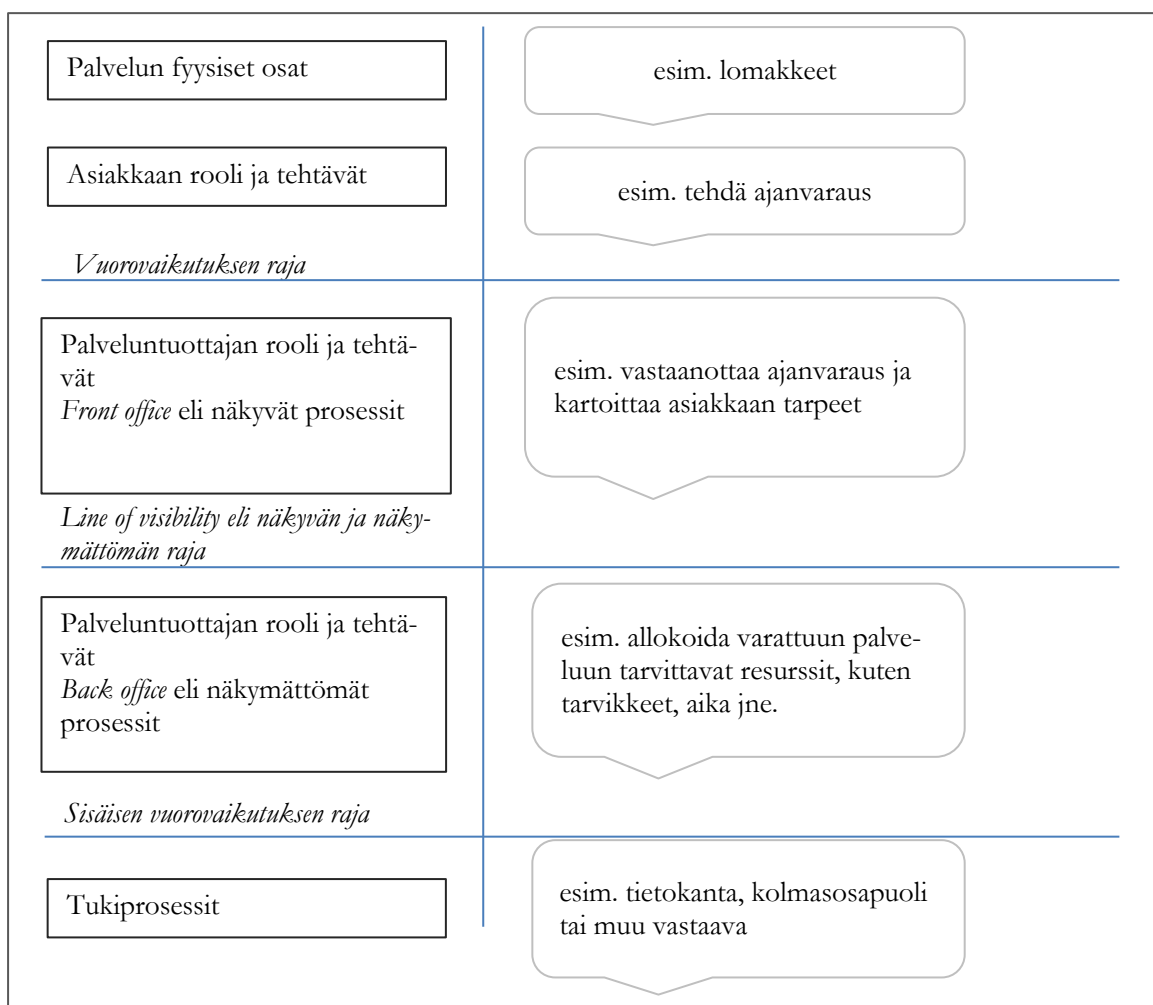 Palvelun fyysiset osat
esim. lomakkeet
Asiakkaan rooli ja tehtävät
esim. tehdä ajanvaraus
Vuorovaikutuksen raja
Palveluntuottajan rooli ja tehtä-
vät
Front office eli näkyvät prosessit
esim. vastaanottaa ajanvaraus ja
kartoittaa asiakkaan tarpeet
Line of visibility eli näkyvän ja näky-
mättömän raja
Palveluntuottajan rooli ja tehtä-
vät
Back office eli näkymättömät
prosessit
esim. allokoida varattuun palve-
luun tarvittavat resurssit, kuten
tarvikkeet, aika jne.
Sisäisen vuorovaikutuksen raja
Tukiprosessit
esim. tietokanta, kolmasosapuoli
tai muu vastaava